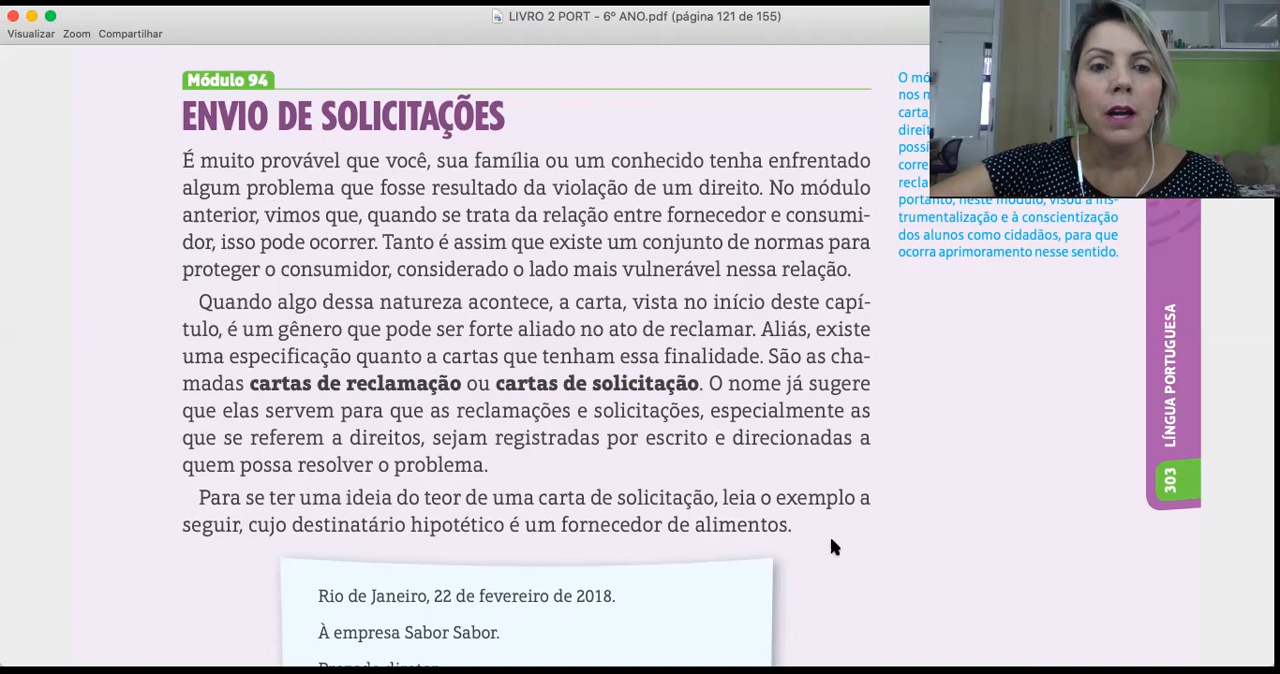 LIVRO 2 PORT - 6º ANO.pdf (página 121 de 155)
Visualizar Zoom Compartilhar
Módulo 94
ENVIO DE SOLICITAÇÕES
É muito provável que você, sua família ou um conhecido tenha enfrentado
algum problema que fosse resultado da violação de um direito. No módulo
anterior, vimos que, quando se trata da relação entre fornecedor e consumi-
dor, isso pode ocorrer. Tanto é assim que existe um conjunto de normas para
proteger o consumidor, considerado o lado mais vulnerável nessa relação.
Quando algo dessa natureza acontece, a carta, vista no início deste capí-
tulo, é um gênero que pode ser forte aliado no ato de reclamar. Aliás, existe
uma especificação quanto a cartas que tenham essa finalidade. São as cha-
madas cartas de reclamação ou cartas de solicitação. O nome já sugere
que elas servem para que as reclamações e solicitações, especialmente as
que se referem a direitos, sejam registradas por escrito e direcionadas a
quem possa resolver o problema.
Para se ter uma ideia do teor de uma carta de solicitação, leia o exemplo a
seguir, cujo destinatário hipotético é um fornecedor de alimentos.
Rio de Janeiro, 22 de fevereiro de 2018.
À empresa Sabor Sabor.
O
nos
carta,
portanto, neste módulo, visou à ins-
trumentalização e à conscientização
dos alunos como cidadãos, para que
ocorra aprimoramento nesse sentido.
LÍNGUA PORTUGUESA
303